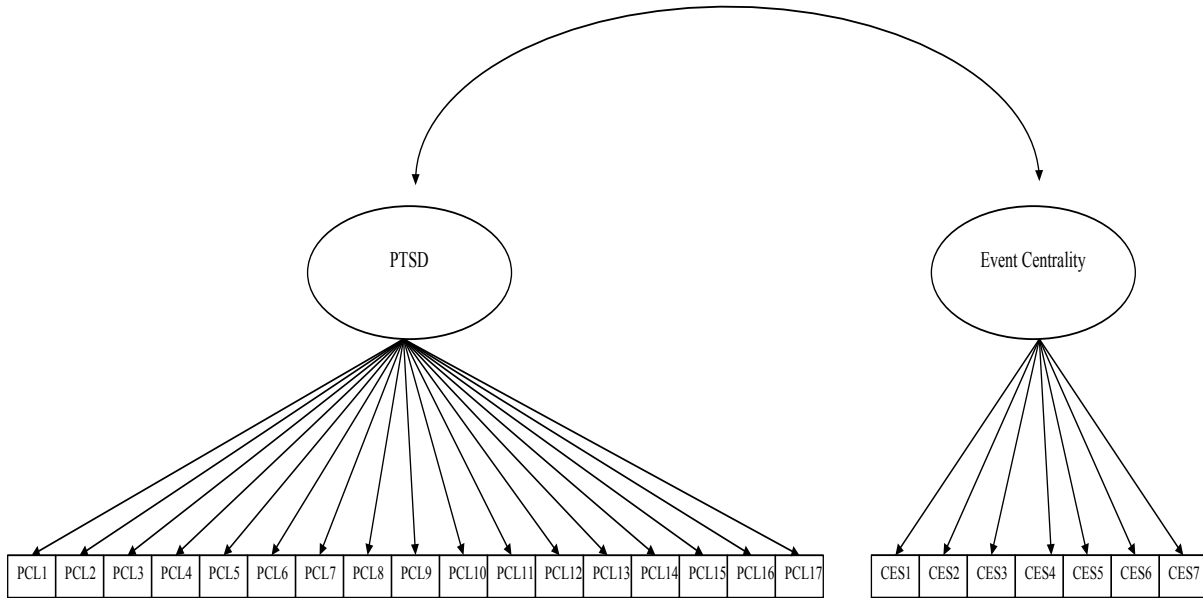 PTSD
Event Centrality
PCL1 PCL2 PCL3 PCL4 PCL5 PCL6 PCL7 PCL8 PCL9 PCL10 PCL11 PCL12 PCL13 PCL14 PCL15 PCL16 PCL17
CES1 CES2 CES3 CES4 CES5 CES6 CES7